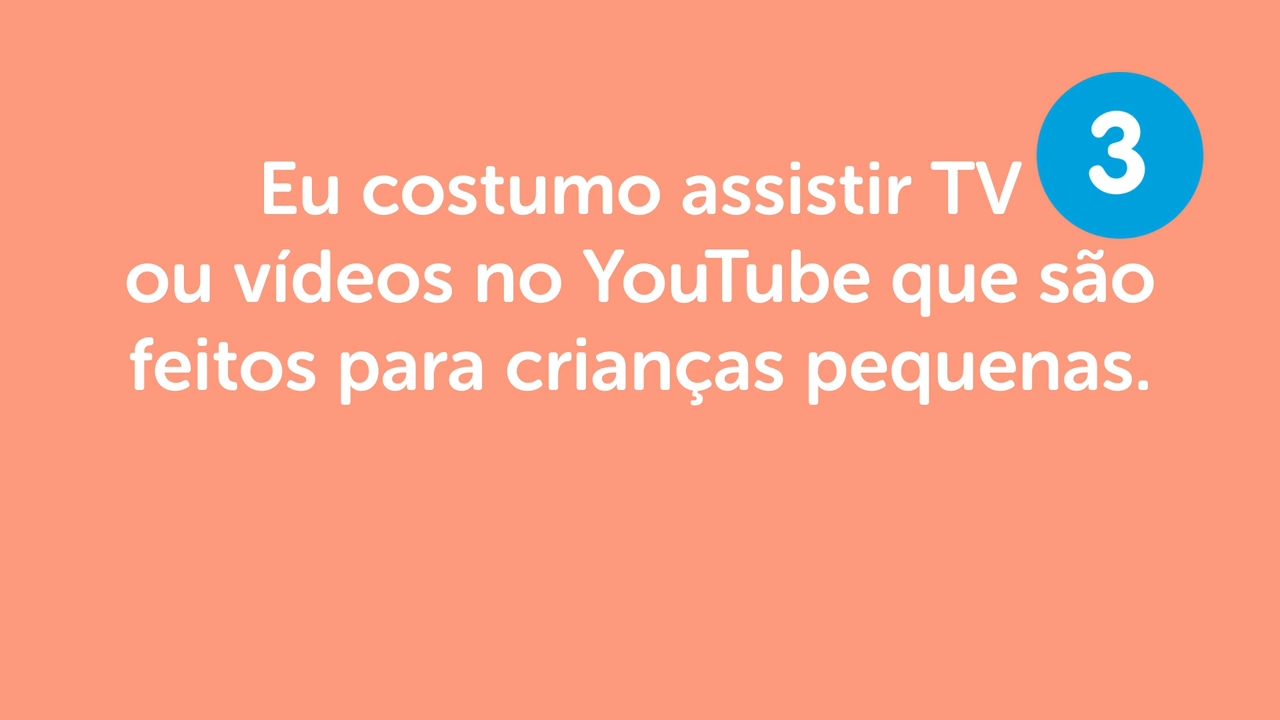 3
Eu costumo assistir TV
ou vídeos no YouTube que são
feitos para crianças pequenas.